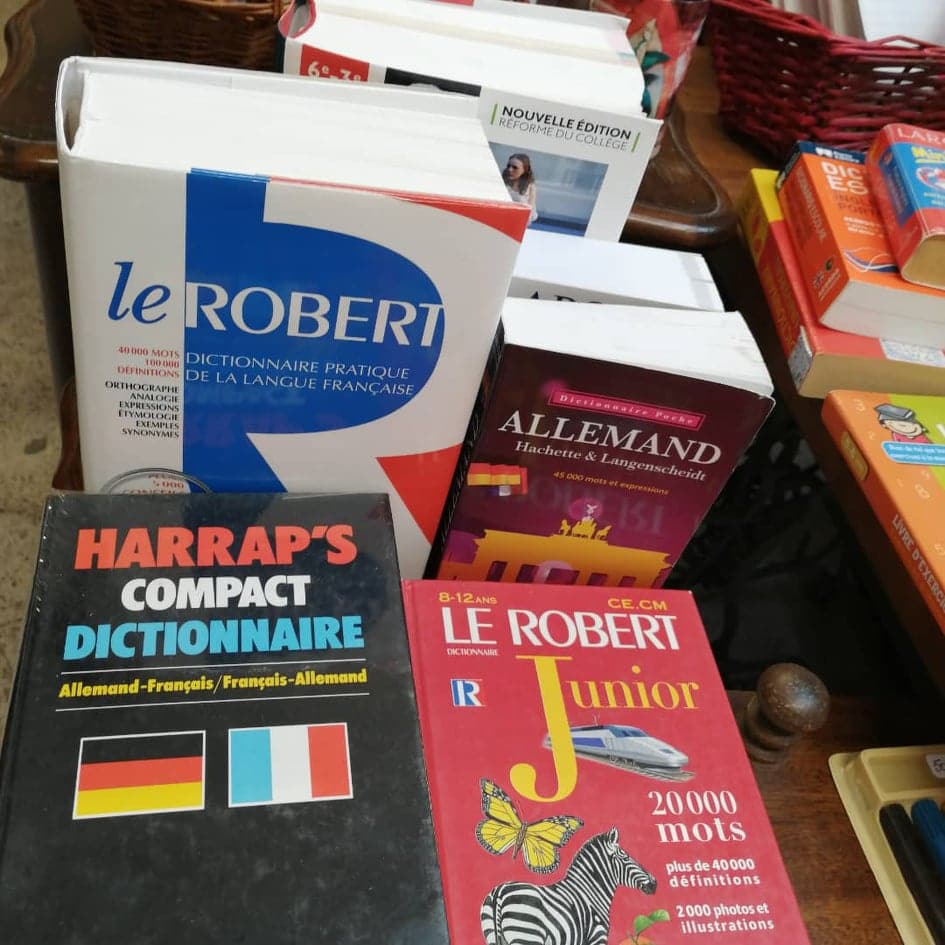 6e-3e
NOUVELLE ÉDITION
RÉFORME DU COLLÈGE
le ROBERT
40 000 MOTS
100 000
DÉFINITIONS
ORTHOGRAPHE
ANALOGIE
EXPRESSIONS
ÉTYMOLOGIE
EXEMPLES
SYNONYMES
DICTIONNAIRE PRATIQUE
DE LA LANGUE FRANÇAISE
5 000
Dictionnaire Poche
ALLEMAND
Hachette & Langenscheidt
45 000 mots et expressions
HARRAP'S
COMPACT
DICTIONNAIRE
Allemand-Français/Français-Allemand
8-12 ANS
CE.CM
LE ROBERT
DICTIONNAIRE
R
Junior
20 000
mots
plus de 40 000
définitions
2 000 photos et
illustrations